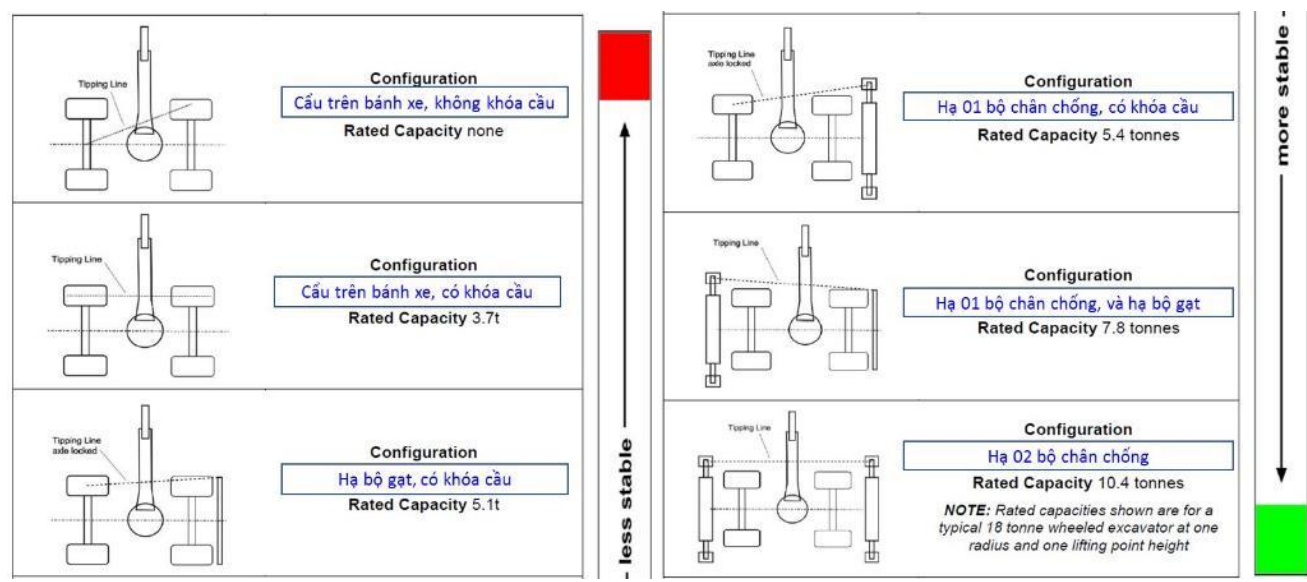 Tipping Line
Configuration
Cẩu trên bánh xe, không khóa cầu
Rated Capacity none
Tipping Line
Configuration
Cẩu trên bánh xe, có khóa cầu
Rated Capacity 3.7t
Tipping Line
axle locked
Configuration
Hạ bộ gạt, có khóa cầu
Rated Capacity 5.1t
less stable
Tipping Line
axle locked
Configuration
Hạ 01 bộ chân chống, có khóa cầu
Rated Capacity 5.4 tonnes
Tipping Line
Configuration
Hạ 01 bộ chân chống, và hạ bộ gạt
Rated Capacity 7.8 tonnes
Tipping Line
Configuration
Hạ 02 bộ chân chống
Rated Capacity 10.4 tonnes
NOTE: Rated capacities shown are for a
typical 18 tonne wheeled excavator at one
radius and one lifting point height
more stable